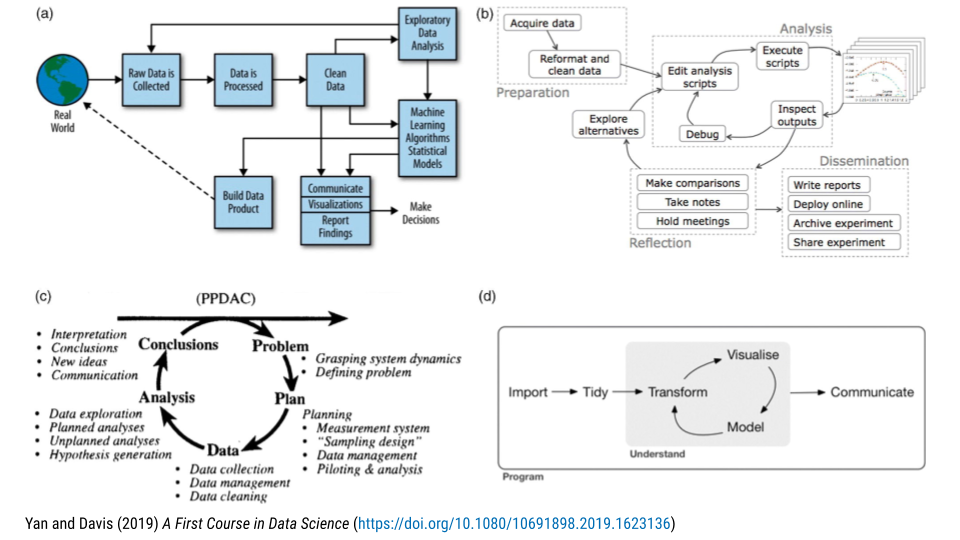 (a)
Exploratory
Data
Analysis
Raw Data is
Collected
Data is
Processed
Clean
Data
Real
World
Machine
Learning
Algorithms
Statistical
Models
Build Data
Product
Communicate
Visualizations
Report
Findings
Make
Decisions
(b)
Acquire data
Reformat and
clean data
Preparation
Analysis
Edit analysis
scripts
Execute
scripts
Inspect
outputs
Debug
Explore
alternatives
Make comparisons
Take notes
Hold meetings
Reflection
Dissemination
Write reports
Deploy online
Archive experiment
Share experiment
(c)
(PPDAC)
• Interpretation
• Conclusions
• New ideas
• Communication
Conclusions
Problem
• Grasping system dynamics
• Defining problem
Analysis
Plan
• Data exploration
• Planned analyses
• Unplanned analyses
• Hypothesis generation
Planning
• Measurement system
• "Sampling design"
• Data management
• Piloting & analysis
Data
• Data collection
• Data management
• Data cleaning
(d)
Import
Tidy
Transform
Visualise
Model
Understand
Communicate
Program
Yan and Davis (2019) A First Course in Data Science (https://doi.org/10.1080/10691898.2019.1623136)